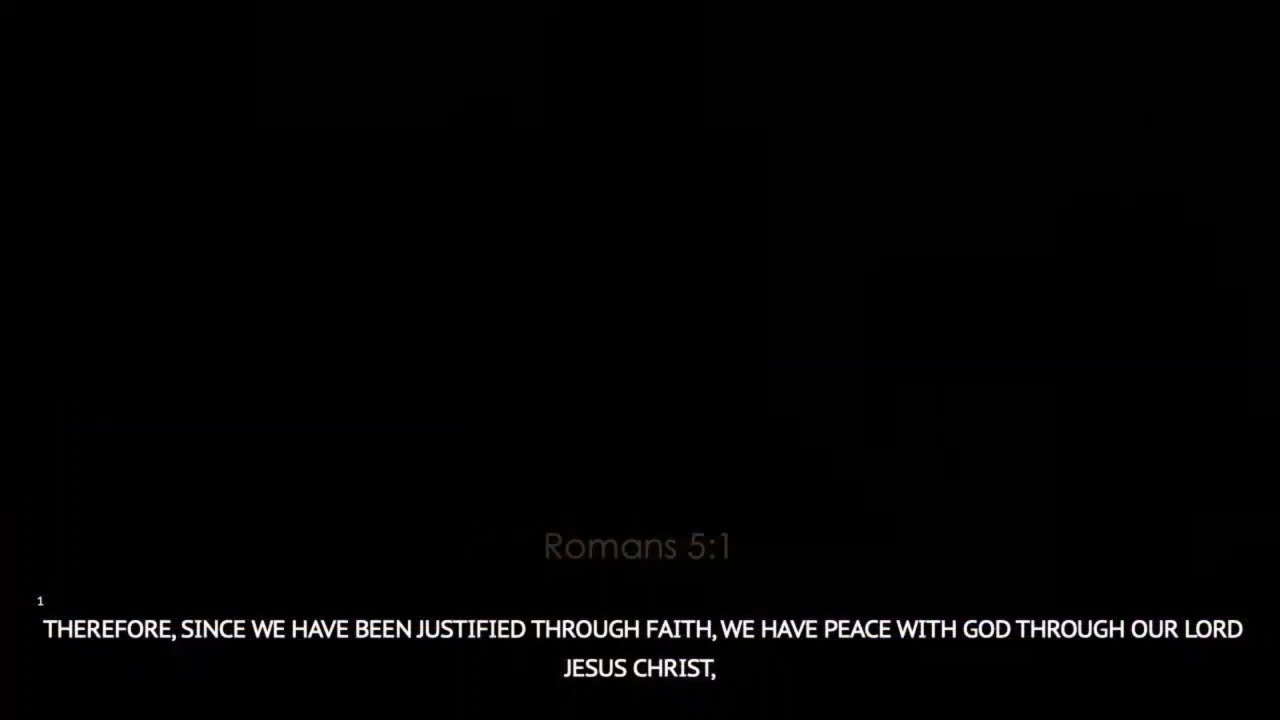 Romans 5:1
1
THEREFORE, SINCE WE HAVE BEEN JUSTIFIED THROUGH FAITH, WE HAVE PEACE WITH GOD THROUGH OUR LORD
JESUS CHRIST,